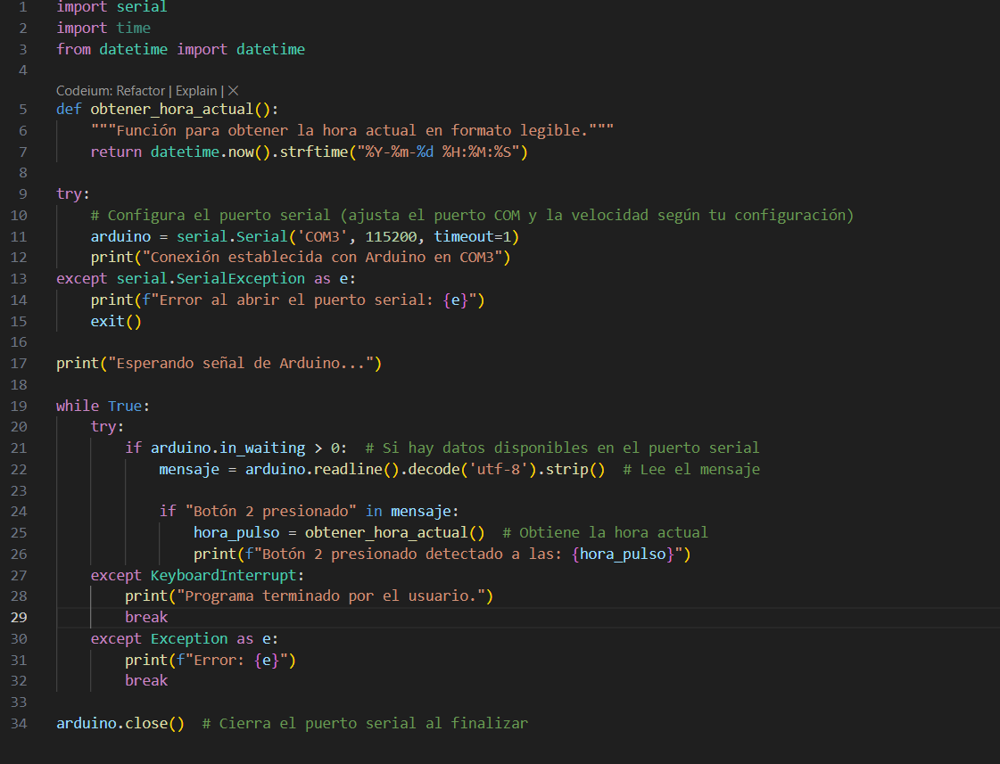 1 import serial
2 import time
3 from datetime import datetime
4
Codeium: Refactor | Explain | ×
5 def obtener_hora_actual():
6     """Función para obtener la hora actual en formato legible."""
7     return datetime.now().strftime("%Y-%m-%d %H:%M:%S")
8
9 try:
10     # Configura el puerto serial (ajusta el puerto COM y la velocidad según tu configuración)
11     arduino = serial.Serial('COM3', 115200, timeout=1)
12     print("Conexión establecida con Arduino en COM3")
13 except serial.SerialException as e:
14     print(f"Error al abrir el puerto serial: {e}")
15     exit()
16
17 print("Esperando señal de Arduino...")
18
19 while True:
20     try:
21         if arduino.in_waiting > 0:  # Si hay datos disponibles en el puerto serial
22             mensaje = arduino.readline().decode('utf-8').strip()  # Lee el mensaje
23
24             if "Botón 2 presionado" in mensaje:
25                 hora_pulso = obtener_hora_actual()  # Obtiene la hora actual
26                 print(f"Botón 2 presionado detectado a las: {hora_pulso}")
27     except KeyboardInterrupt:
28         print("Programa terminado por el usuario.")
29         break
30     except Exception as e:
31         print(f"Error: {e}")
32         break
33
34 arduino.close()  # Cierra el puerto serial al finalizar